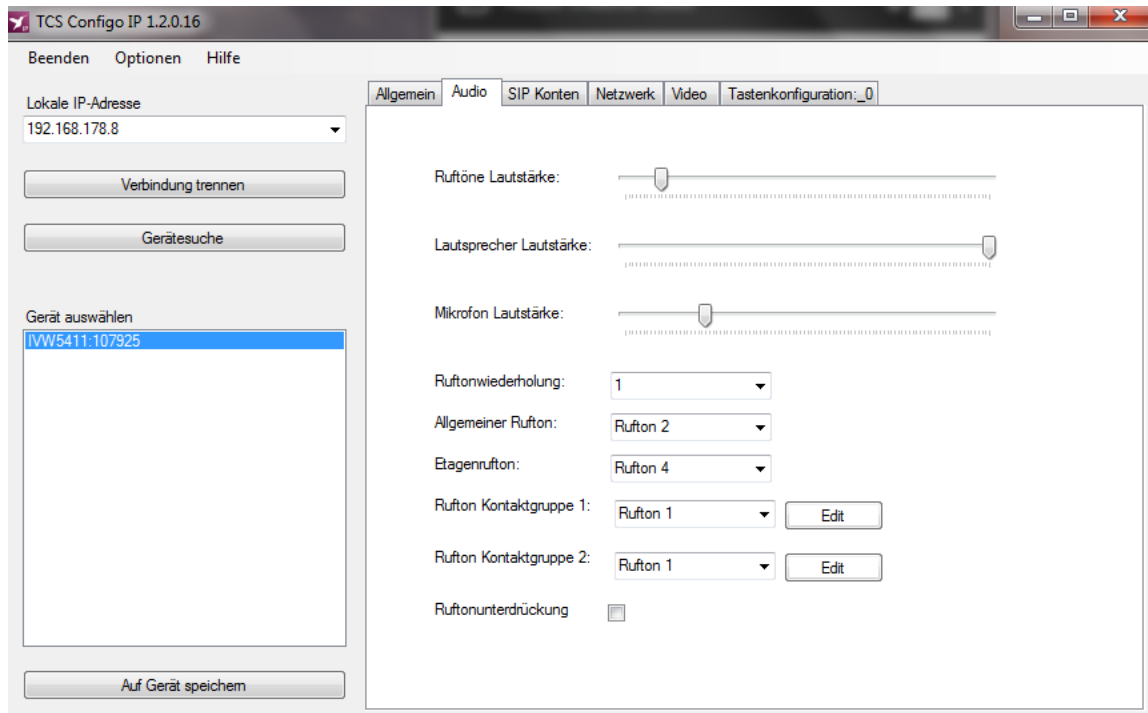 TCS Configo IP 1.2.0.16
Beenden Optionen Hilfe
Lokale IP-Adresse
192.168.178.8
Verbindung trennen
Gerätesuche
Gerät auswählen
IVW5411:107925
Auf Gerät speichern
Allgemein Audio SIP Konten Netzwerk Video Tastenkonfiguration:_0
Ruftöne Lautstärke:
Lautsprecher Lautstärke:
Mikrofon Lautstärke:
Ruftonwiederholung: 1
Allgemeiner Rufton: Rufton 2
Etagenrufton: Rufton 4
Rufton Kontaktgruppe 1: Rufton 1 Edit
Rufton Kontaktgruppe 2: Rufton 1 Edit
Ruftonunterdrückung